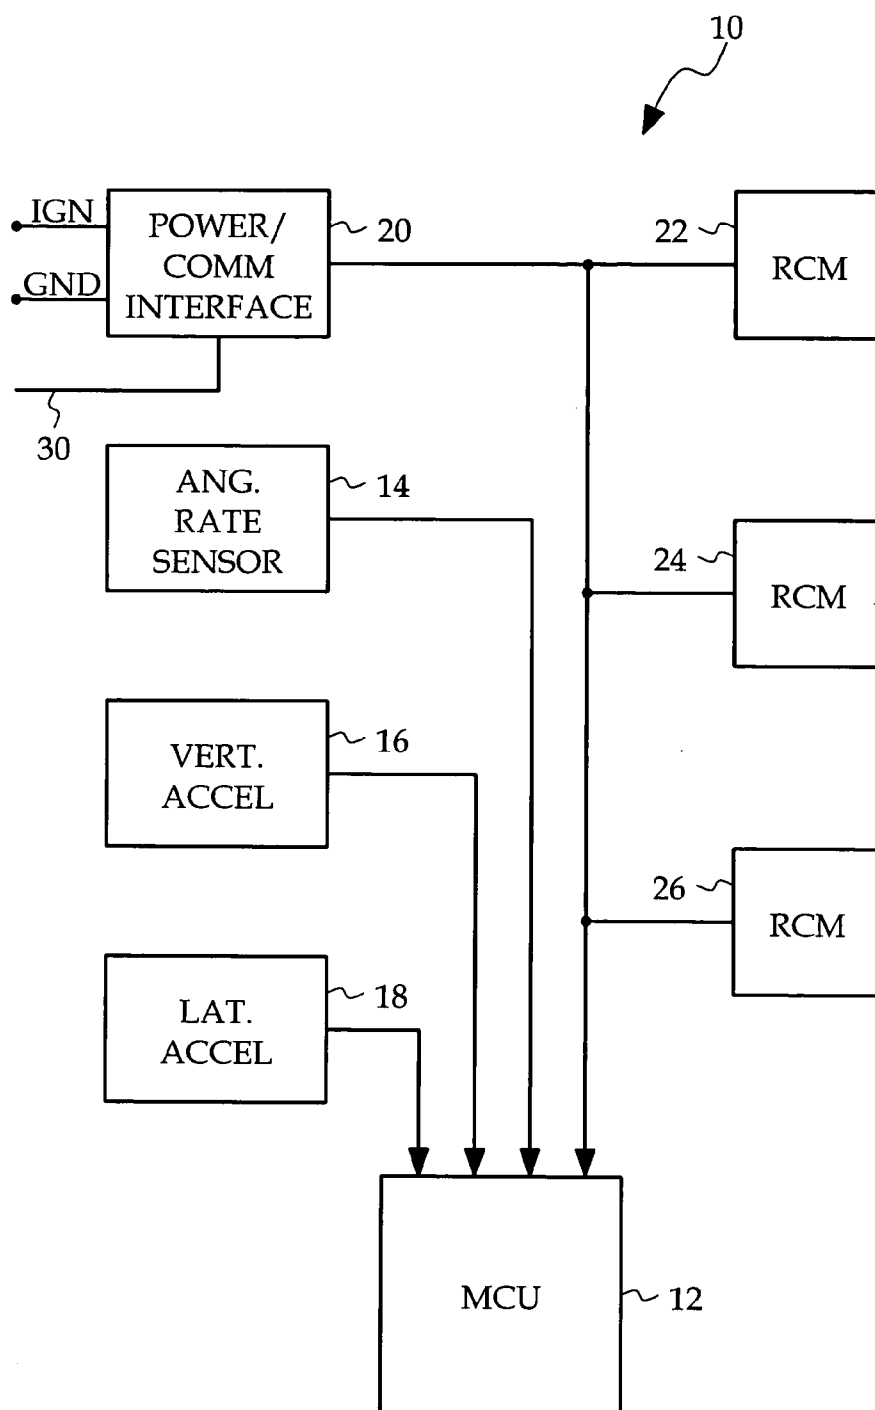 10
IGN
GND
POWER/
COMM
INTERFACE
20
22
RCM
30
ANG.
RATE
SENSOR
14
24
RCM
VERT.
ACCEL
16
26
RCM
LAT.
ACCEL
18
MCU
12